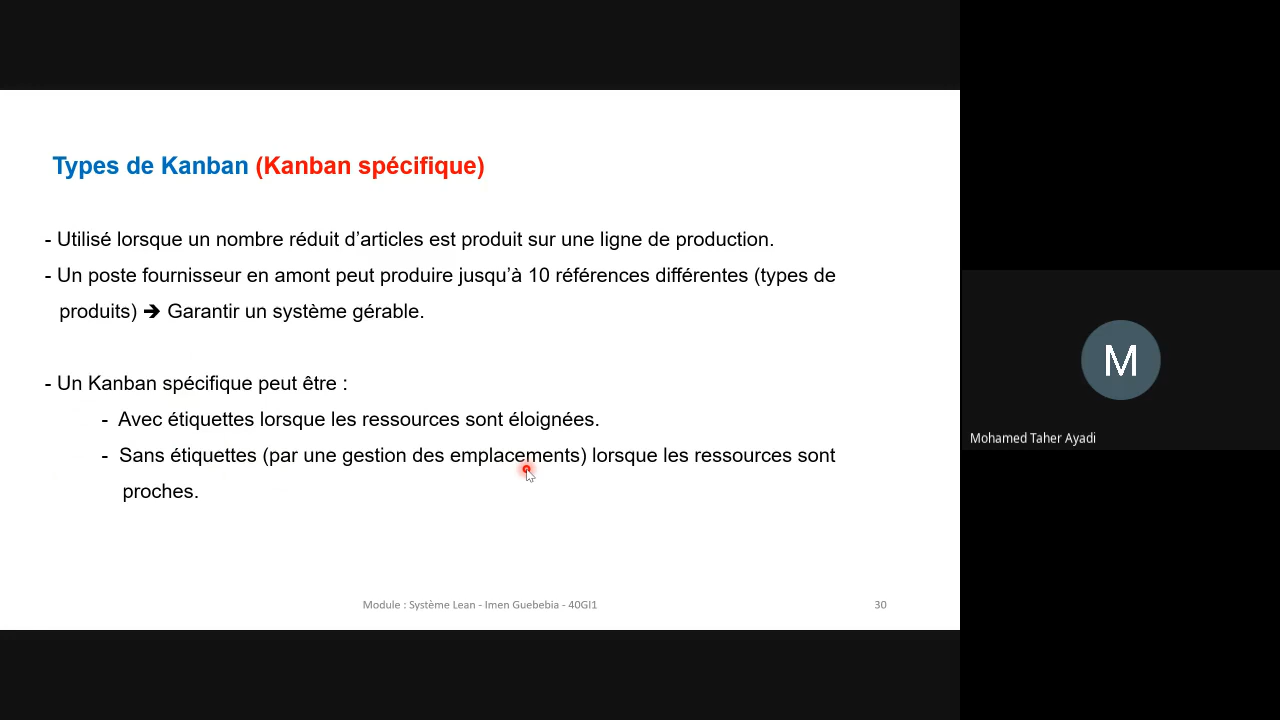 Types de Kanban (Kanban spécifique)
- Utilisé lorsque un nombre réduit d’articles est produit sur une ligne de production.
- Un poste fournisseur en amont peut produire jusqu’à 10 références différentes (types de
produits) ➔ Garantir un système gérable.
- Un Kanban spécifique peut être :
- Avec étiquettes lorsque les ressources sont éloignées.
- Sans étiquettes (par une gestion des emplacements) lorsque les ressources sont
proches.
Module : Système Lean - Imen Guebebia - 40GI1
30
M
Mohamed Taher Ayadi